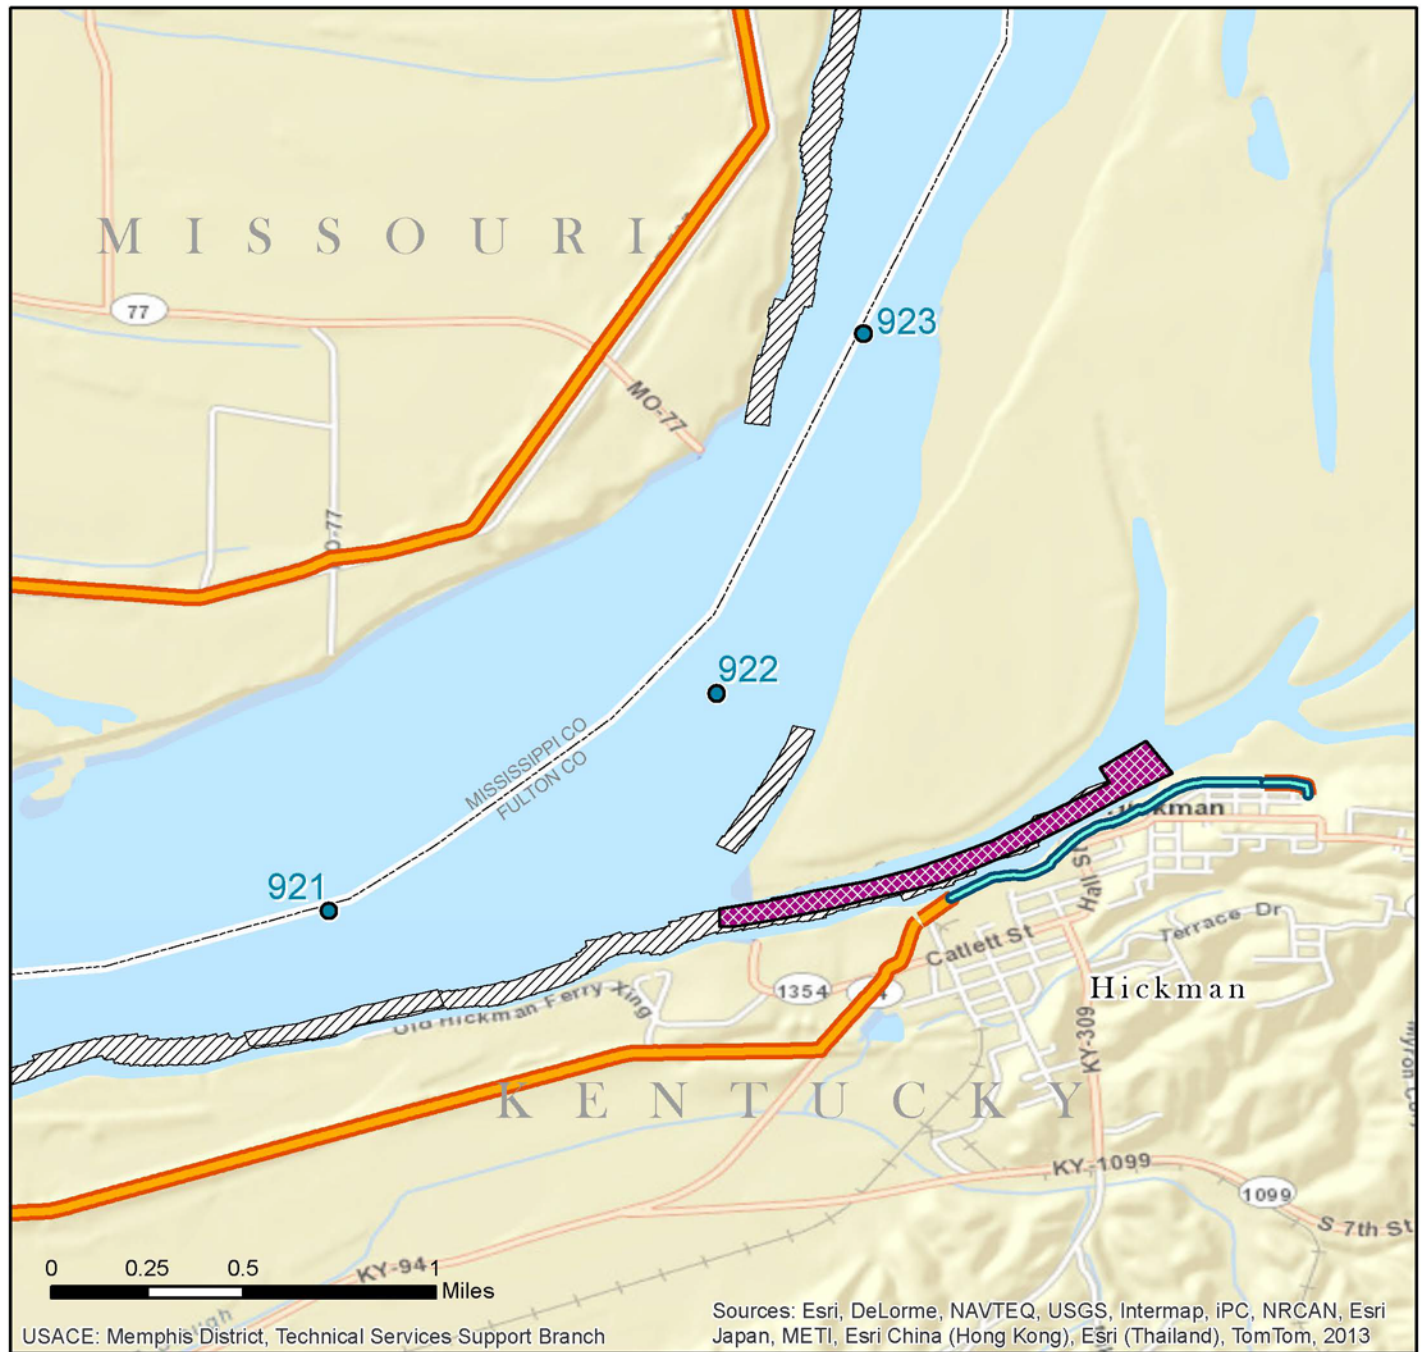 MISSOURI
77
923
MO-77
922
MISSISSIPPI CO
FULTON CO
921
Hall St
Terrace Dr
Catlett St
1354
Hickman
Old Hickman Ferry Xing
KY-309
KENTUCKY
KY-1099
1099
S 7th St
KY-94
0 0.25 0.5 1
Miles
USACE: Memphis District, Technical Services Support Branch
Sources: Esri, DeLorme, NAVTEQ, USGS, Intermap, iPC, NRCAN, Esri
Japan, METI, Esri China (Hong Kong), Esri (Thailand), TomTom, 2013